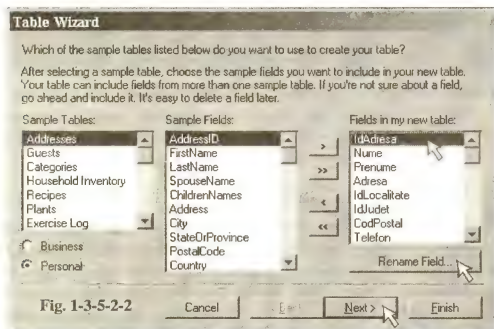 Table Wizard
Which of the sample tables listed below do you want to use to create your table?
After selecting a sample table, choose the sample fields you want to include in your new table.
Your table can include fields from more than one sample table. If you're not sure about a field,
go ahead and include it. It's easy to delete a field later.
Sample Tables:
Addresses
Guests
Categories
Household Inventory
Recipes
Plants
Exercise Log
Business
Personal
Sample Fields:
AddressID
FirstName
LastName
SpouseName
ChildrenNames
Address
City
StateOrProvince
PostalCode
Country
>
>>
<
<<
Fields in my new table:
IdAdresa
Nume
Prenume
Adresa
IdLocalitate
IdJudet
CodPostal
Telefon
Rename Field...
Fig. 1-3-5-2-2
Cancel
Next >
Finish